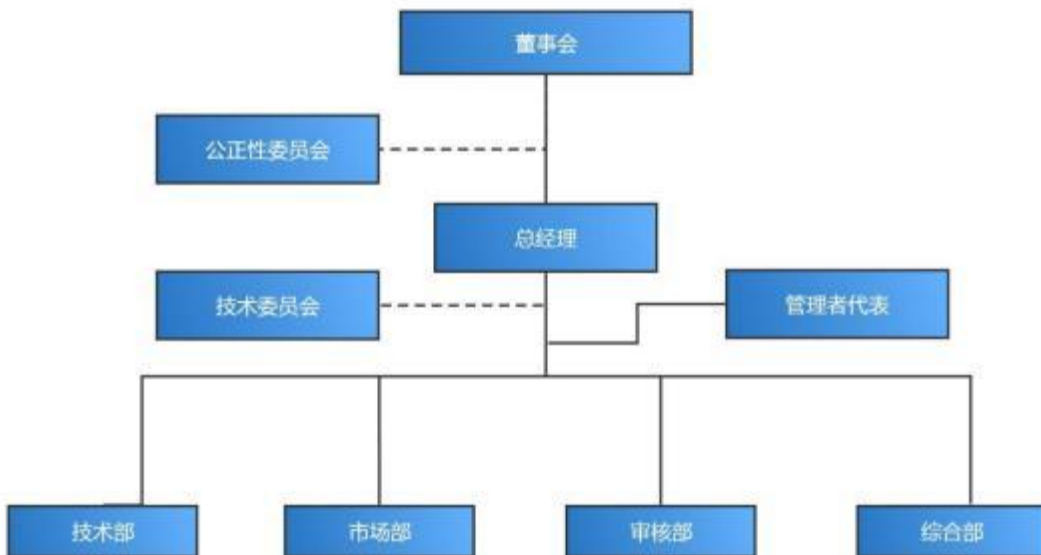 董事会
公正性委员会
总经理
技术委员会
管理者代表
技术部
市场部
审核部
综合部